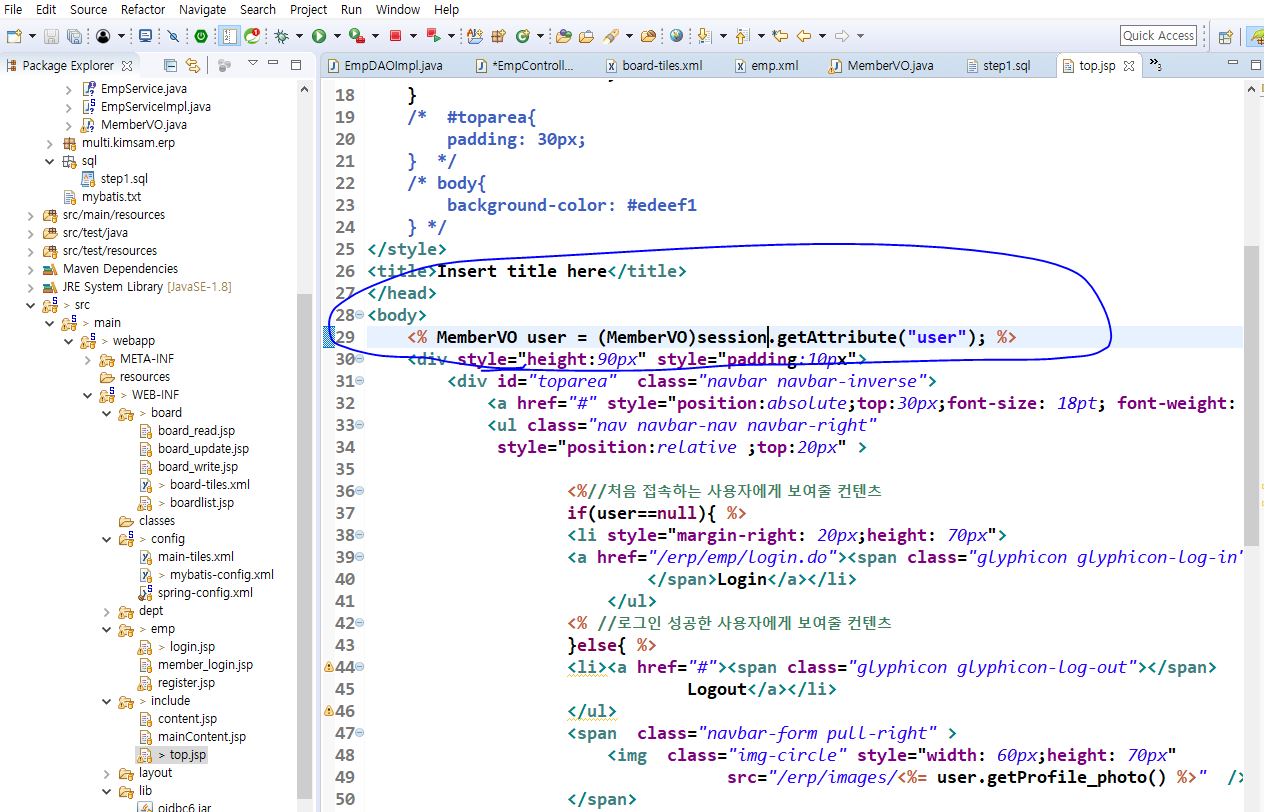 File Edit Source Refactor Navigate Search Project Run Window Help
Quick Access
Package Explorer
EmpDAOImpl.java *EmpControll... board-tiles.xml emp.xml MemberVO.java step1.sql top.jsp »3
EmpService.java
EmpServiceImpl.java
MemberVO.java
> multi.kimsam.erp
sql
step1.sql
mybatis.txt
src/main/resources
src/test/java
src/test/resources
Maven Dependencies
JRE System Library [JavaSE-1.8]
> src
> main
> webapp
META-INF
resources
> WEB-INF
> board
board_read.jsp
board_update.jsp
board_write.jsp
> board-tiles.xml
> boardlist.jsp
classes
> config
main-tiles.xml
> mybatis-config.xml
spring-config.xml
dept
> emp
> login.jsp
member_login.jsp
register.jsp
> include
content.jsp
mainContent.jsp
> top.jsp
layout
lib
ojdbc6.jar
18 }
19 /* #toparea{
20 padding: 30px;
21 } */
22 /* body{
23 background-color: #edeef1
24 } */
25 </style>
26 <title>Insert title here</title>
27 </head>
28 <body>
29 <% MemberVO user = (MemberVO)session.getAttribute("user"); %>
30 <div style="height:90px" style="padding:10px">
31 <div id="toparea" class="navbar navbar-inverse">
32 <a href="#" style="position:absolute;top:30px;font-size: 18pt; font-weight:
33 <ul class="nav navbar-nav navbar-right"
34 style="position:relative ;top:20px" >
35
36 <%//처음 접속하는 사용자에게 보여줄 컨텐츠
37 if(user==null){ %>
38 <li style="margin-right: 20px;height: 70px">
39 <a href="/erp/emp/login.do"><span class="glyphicon glyphicon-log-in"
40 </span>Login</a></li>
41 </ul>
42 <% //로그인 성공한 사용자에게 보여줄 컨텐츠
43 }else{ %>
44 <li><a href="#"><span class="glyphicon glyphicon-log-out"></span>
45 Logout</a></li>
46 </ul>
47 <span class="navbar-form pull-right" >
48 <img class="img-circle" style="width: 60px;height: 70px"
49 src="/erp/images/<%= user.getProfile_photo() %>" />
50 </span>